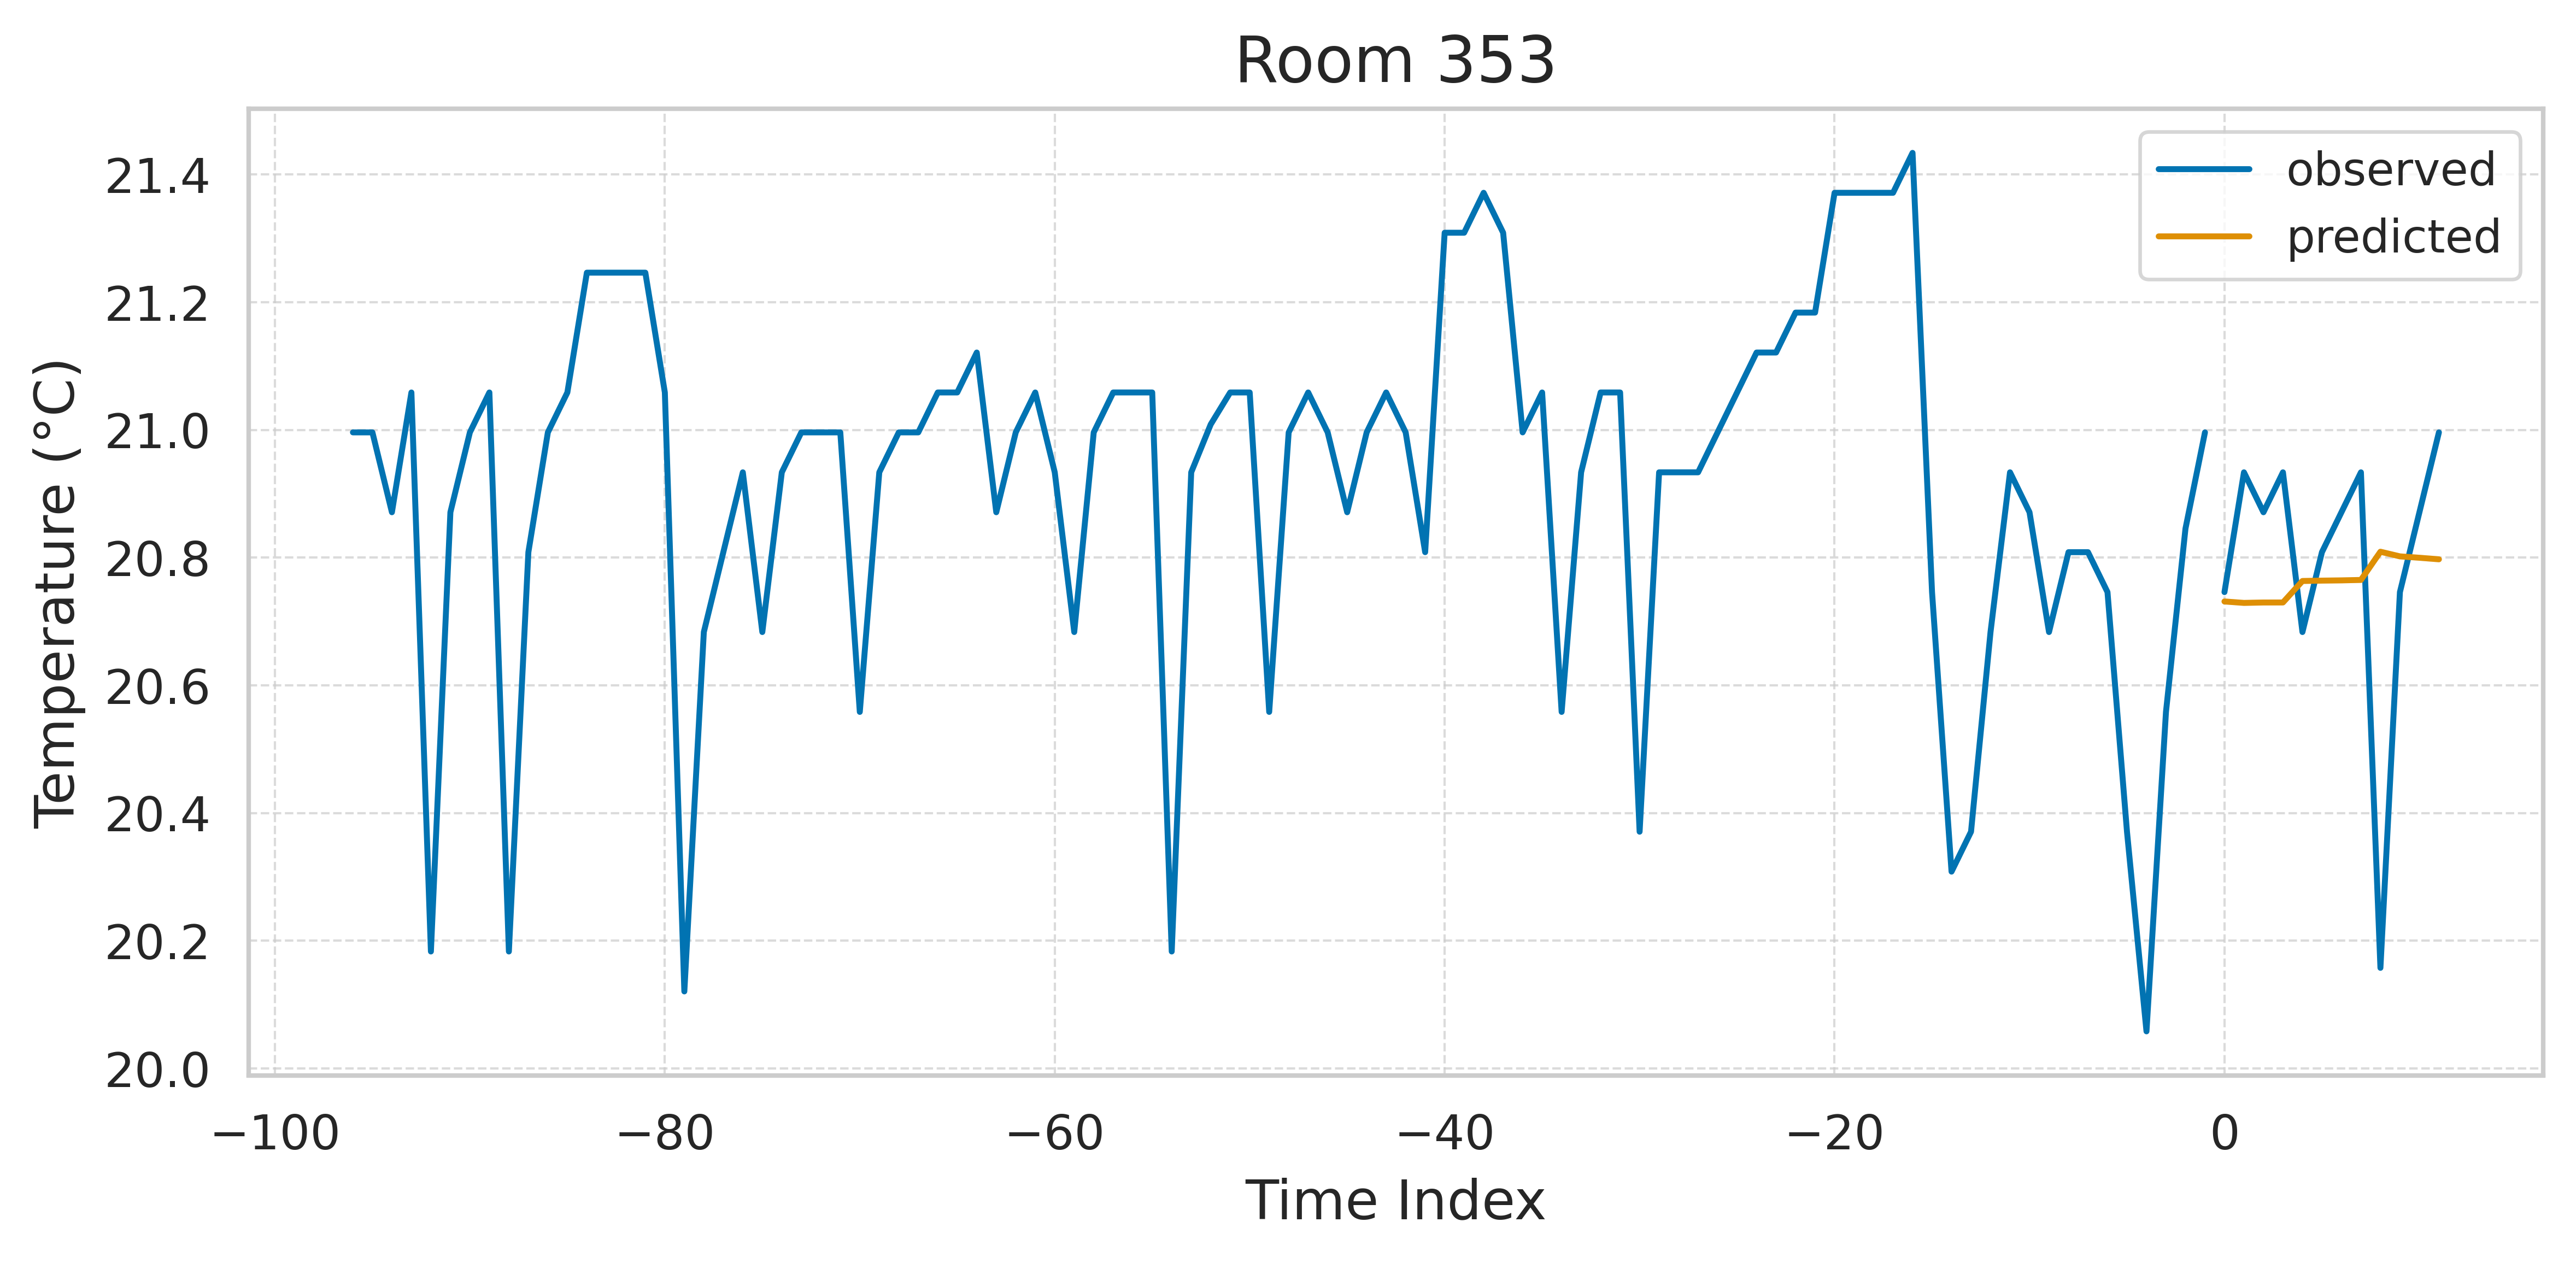 Room 353
observed
predicted
Temperature (°C)
21.4
21.2
21.0
20.8
20.6
20.4
20.2
20.0
−100 −80 −60 −40 −20 0
Time Index